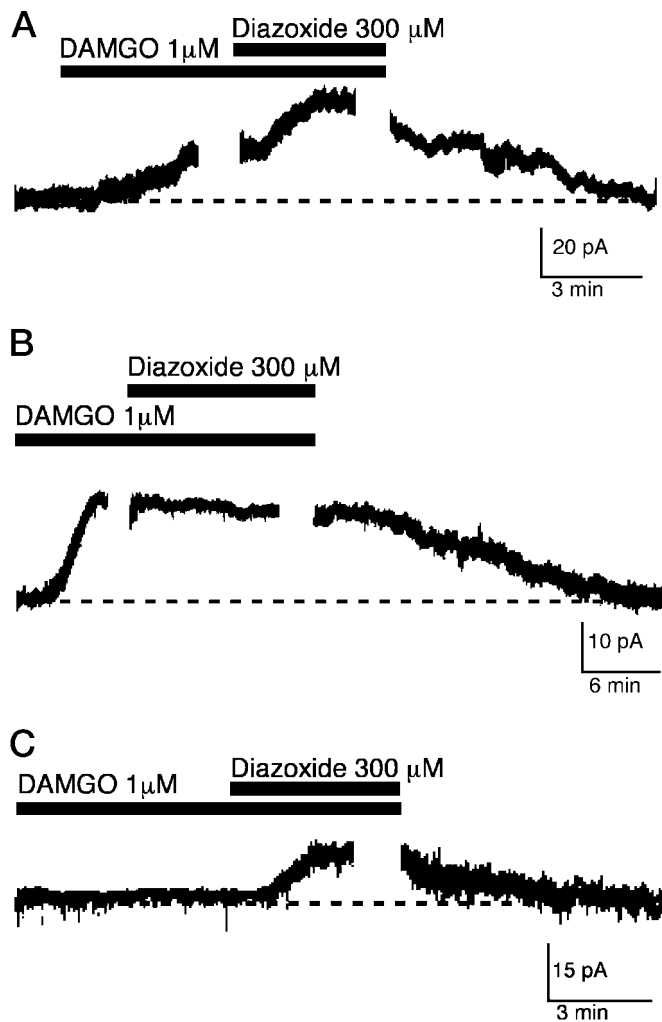 A
Diazoxide 300 μM
DAMGO 1μM
20 pA
3 min
B
Diazoxide 300 μM
DAMGO 1μM
10 pA
6 min
C
Diazoxide 300 μM
DAMGO 1μM
15 pA
3 min